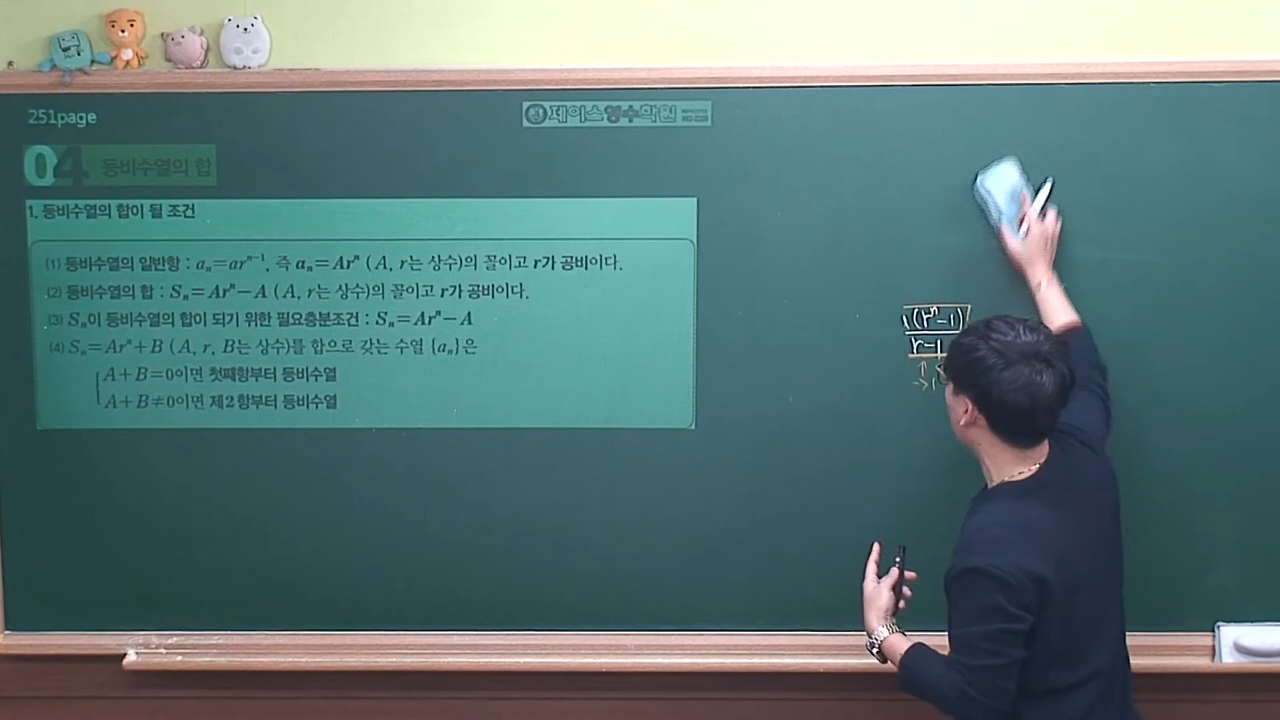 251page
제이스영수학원
04 등비수열의 합
1. 등비수열의 합이 될 조건
(1) 등비수열의 일반항 : aₙ=arⁿ⁻¹, 즉 aₙ=Arⁿ (A, r는 상수)의 꼴이고 r가 공비이다.
(2) 등비수열의 합 : Sₙ=Arⁿ-A (A, r는 상수)의 꼴이고 r가 공비이다.
(3) Sₙ이 등비수열의 합이 되기 위한 필요충분조건 : Sₙ=Arⁿ-A
(4) Sₙ=Arⁿ+B (A, r, B는 상수)를 합으로 갖는 수열 {aₙ}은
A+B=0이면 첫째항부터 등비수열
A+B≠0이면 제2항부터 등비수열
(rⁿ-1)
r-1